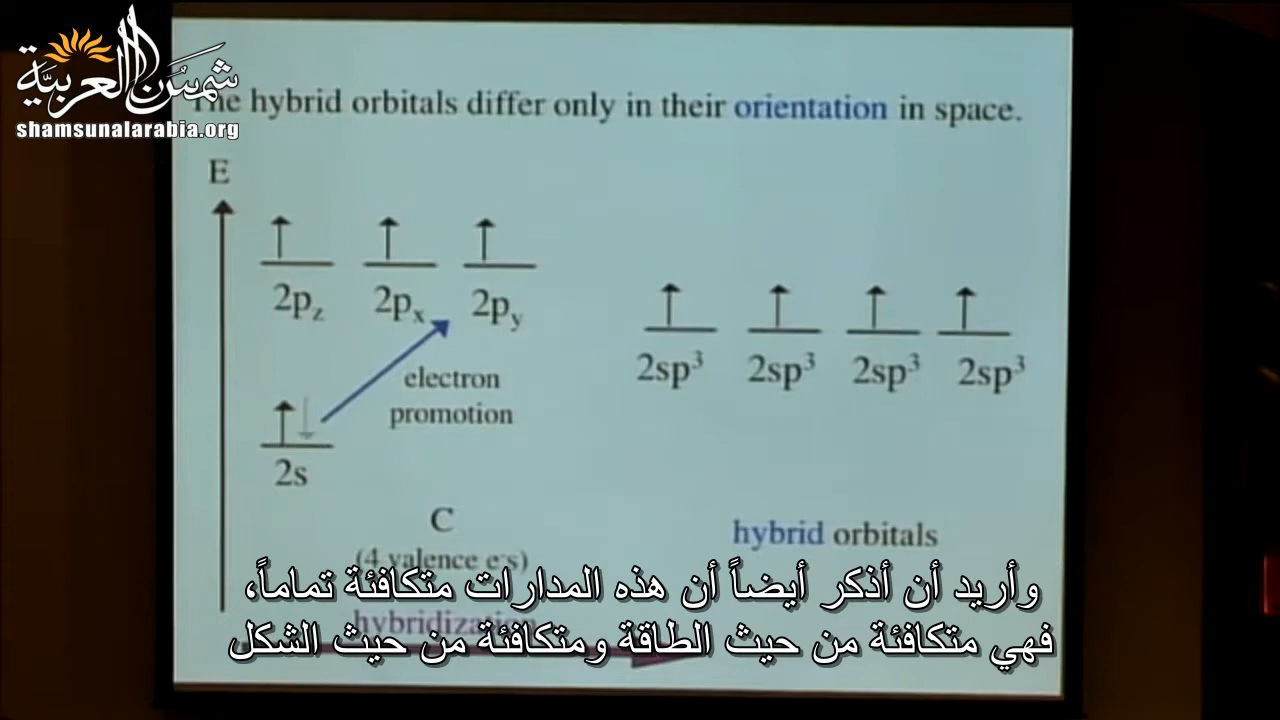 شمس العربية
shamsunalarabia.org
The hybrid orbitals differ only in their orientation in space.
E
2pz 2px 2py
2sp³ 2sp³ 2sp³ 2sp³
electron
promotion
2s
C
hybrid orbitals
(4 valence e⁻s)
hybridization
وأريد أن أذكر أيضاً أن هذه المدارات متكافئة تماماً،
فهي متكافئة من حيث الطاقة ومتكافئة من حيث الشكل